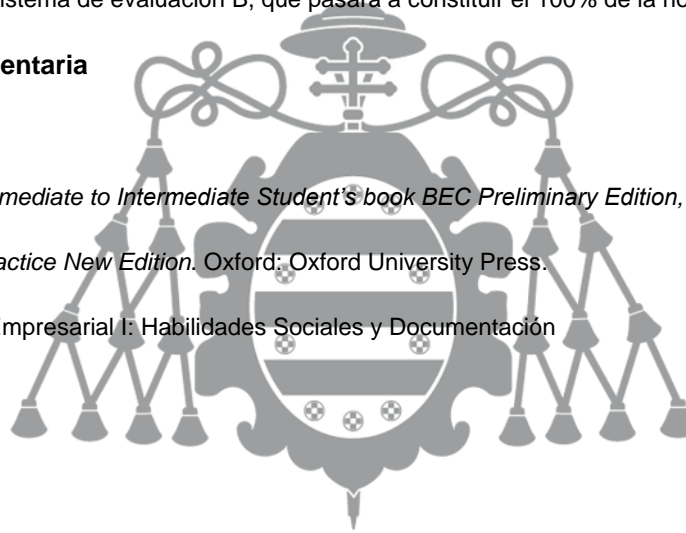 istema de evaluación B, que pasará a constituir el 100% de la no
entaria
mediate to Intermediate Student's book BEC Preliminary Edition,
actice New Edition. Oxford: Oxford University Press.
Empresarial I: Habilidades Sociales y Documentación